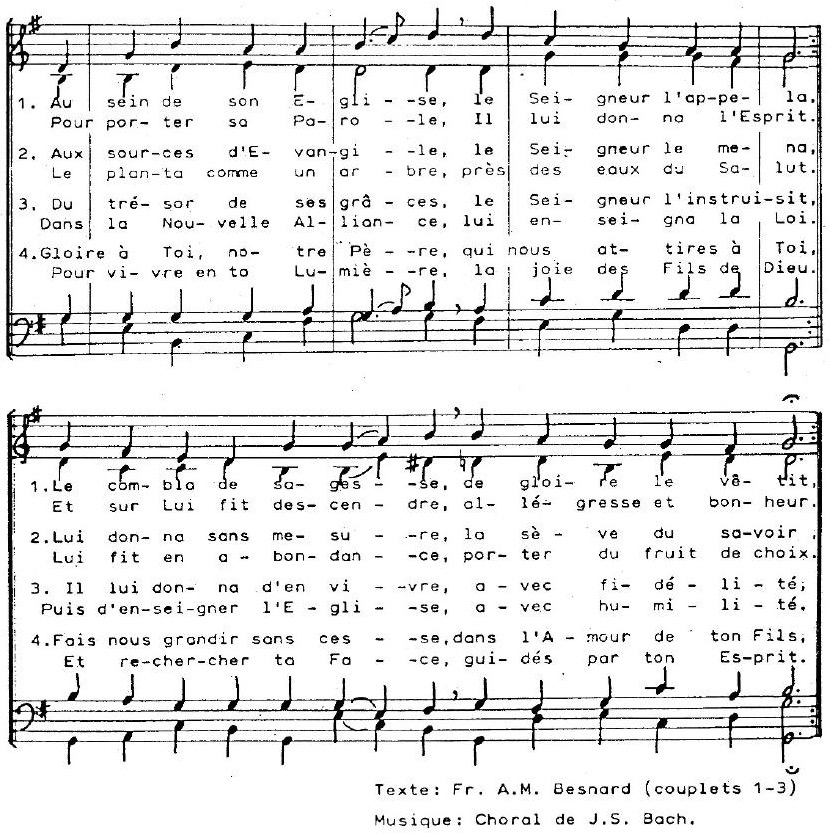 1. Au sein de son E- gli - -se, le Sei- gneur l'ap-pe- la,
Pour por- ter sa Pa- ro - -le, Il lui don- na l'Esprit.
2. Aux sour-ces d'E- van-gi - -le, le Sei- gneur le me- na,
Le plan-ta comme un ar - -bre, près des eaux du Sa- lut.
3. Du tré- sor de ses grâ- -ces, le Sei- gneur l'instrui-sit,
Dans la Nou- velle Al- lian- ce, lui en- sei- gna la Loi.
4.Gloire à Toi, no- tre Pè - -re, qui nous at- tires à Toi,
Pour vi- vre en ta Lu- miè - -re, la joie des Fils de Dieu.
1.Le com- bla de sa- ges - -se, de gloi- re le vê- tit,
Et sur Lui fit des- cen - dre, al- lé- gresse et bon- heur.
2.Lui don- na sans me- su - -re, la sè- ve du sa-voir ,
Lui fit en a - bon- dan - -ce, por- ter du fruit de choix.
3. Il lui don- na d'en vi - -vre, a - vec fi- dé - li - té,
Puis d'en-sei-gner l'E - gli - -se, a - vec hu- mi - li - té.
4.Fais nous grandir sans ces - -se,dans l'A - mour de ton Fils,
Et re-cher-cher ta Fa - -ce, gui- dés par ton Es-prit.
Texte: Fr. A.M. Besnard (couplets 1-3)
Musique: Choral de J.S. Bach.